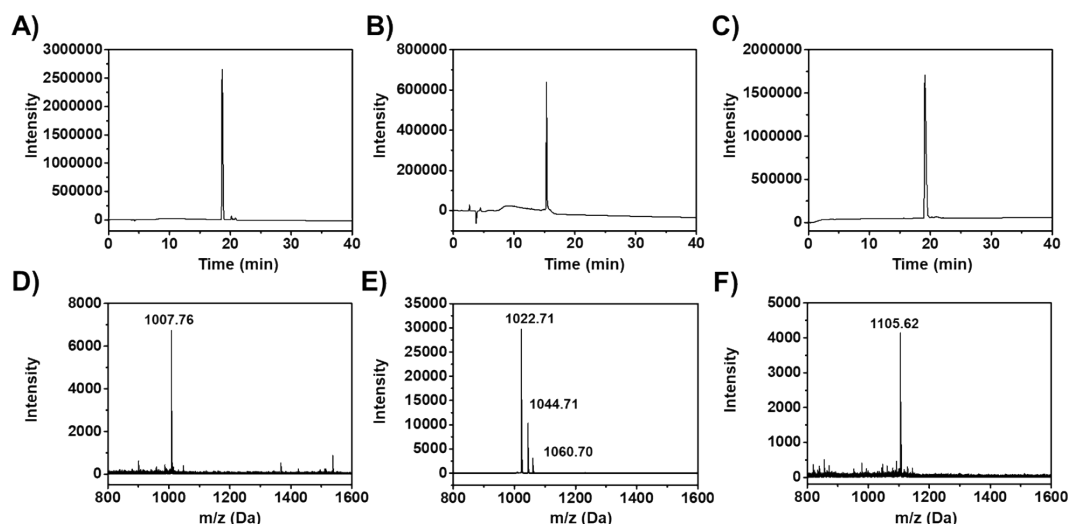 A)
Intensity
3000000
2500000
2000000
1500000
1000000
500000
0
0 10 20 30 40
Time (min)
B)
Intensity
800000
600000
400000
200000
0
0 10 20 30 40
Time (min)
C)
Intensity
2000000
1500000
1000000
500000
0
0 10 20 30 40
Time (min)
D)
Intensity
8000
6000
4000
2000
0
1007.76
800 1000 1200 1400 1600
m/z (Da)
E)
Intensity
35000
30000
25000
20000
15000
10000
5000
0
1022.71
1044.71
1060.70
800 1000 1200 1400 1600
m/z (Da)
F)
Intensity
5000
4000
3000
2000
1000
0
1105.62
800 1000 1200 1400 1600
m/z (Da)